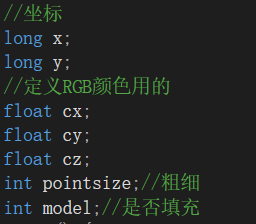 //坐标
long x;
long y;
//定义RGB颜色用的
float cx;
float cy;
float cz;
int pointsize;//粗细
int model;//是否填充